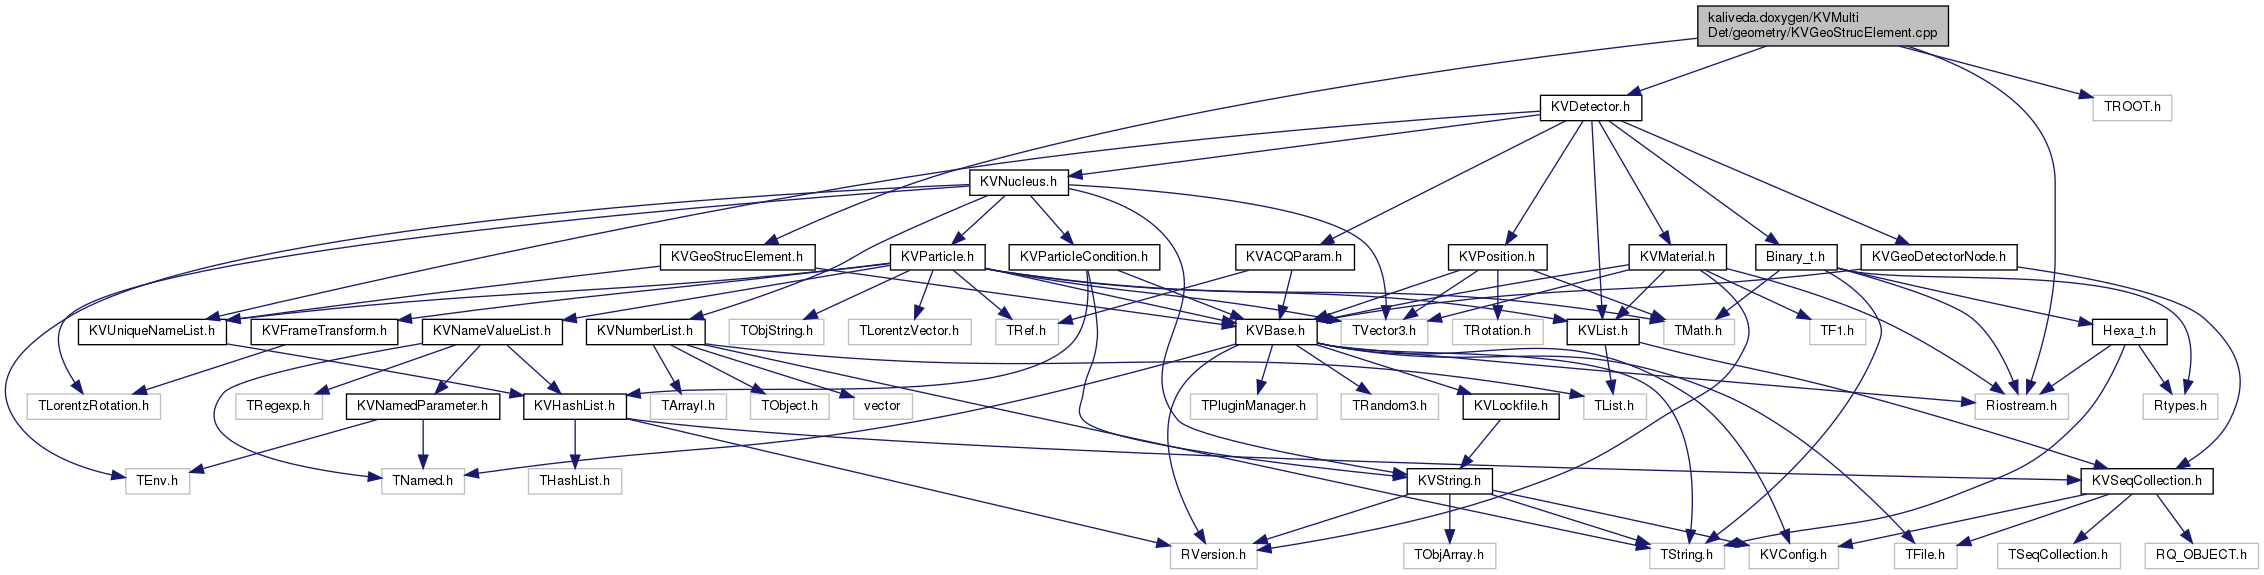 kaliveda.doxygen/KVMulti
Det/geometry/KVGeoStrucElement.cpp
KVDetector.h
TROOT.h
KVNucleus.h
KVGeoStrucElement.h
KVParticle.h
KVParticleCondition.h
KVACQParam.h
KVPosition.h
KVMaterial.h
Binary_t.h
KVGeoDetectorNode.h
KVUniqueNameList.h
KVFrameTransform.h
KVNameValueList.h
KVNumberList.h
TObjString.h
TLorentzVector.h
TRef.h
KVBase.h
TVector3.h
TRotation.h
KVList.h
TMath.h
TF1.h
Hexa_t.h
TLorentzRotation.h
TRegexp.h
KVNamedParameter.h
KVHashList.h
TArrayI.h
TObject.h
vector
TPluginManager.h
TRandom3.h
KVLockfile.h
TList.h
Riostream.h
Rtypes.h
TEnv.h
TNamed.h
THashList.h
KVString.h
KVSeqCollection.h
RVersion.h
TObjArray.h
TString.h
KVConfig.h
TFile.h
TSeqCollection.h
RQ_OBJECT.h